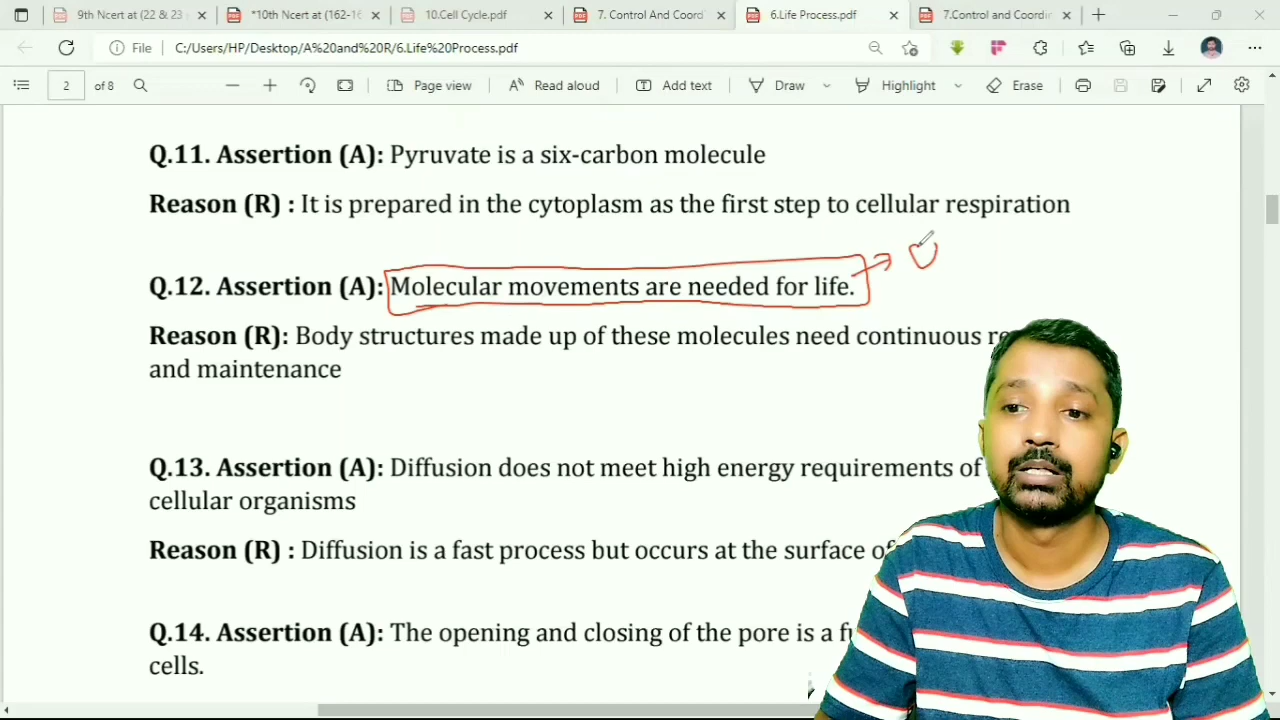 9th Ncert at (22 & 23
*10th Ncert at (162-16
10.Cell Cycle.pdf
7. Control And Coord
6.Life Process.pdf
7.Control and Coordi
File C:/Users/HP/Desktop/A%20and%20R/6.Life%20Process.pdf
2 of 8 Page view Read aloud Add text Draw Highlight Erase
Q.11. Assertion (A): Pyruvate is a six-carbon molecule
Reason (R) : It is prepared in the cytoplasm as the first step to cellular respiration
Q.12. Assertion (A): Molecular movements are needed for life.
Reason (R): Body structures made up of these molecules need continuous
and maintenance
Q.13. Assertion (A): Diffusion does not meet high energy requirements of
cellular organisms
Reason (R) : Diffusion is a fast process but occurs at the surface of
Q.14. Assertion (A): The opening and closing of the pore is a
cells.